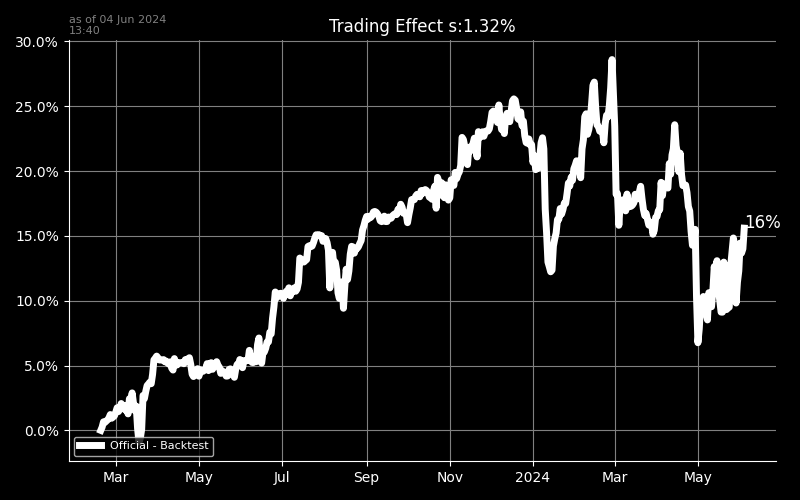 as of 04 Jun 2024
13:40
Trading Effect s:1.32%
30.0%
25.0%
20.0%
15.0%
10.0%
5.0%
0.0%
16%
Official - Backtest
Mar May Jul Sep Nov 2024 Mar May